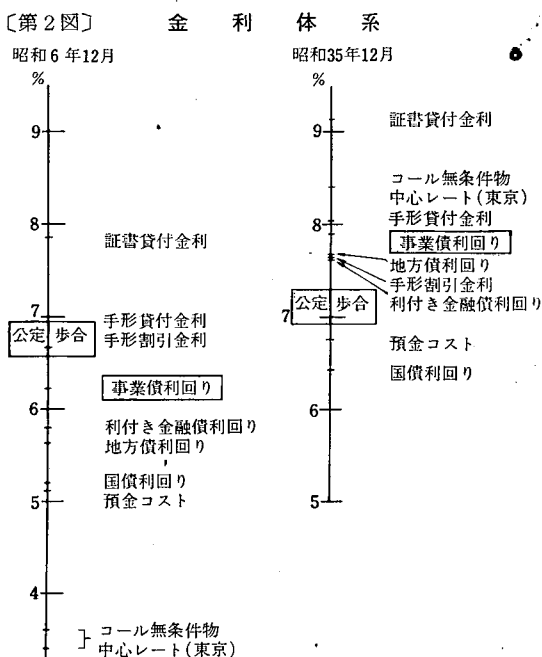 〔第2図〕 金利体系
昭和6年12月
%
9
8
証書貸付金利
7
手形貸付金利
公定歩合
手形割引金利
事業債利回り
6
利付き金融債利回り
地方債利回り
国債利回り
5
預金コスト
4
コール無条件物
中心レート(東京)
昭和35年12月
%
証書貸付金利
9
コール無条件物
中心レート(東京)
手形貸付金利
8
事業債利回り
地方債利回り
手形割引金利
公定歩合
利付き金融債利回り
7
預金コスト
国債利回り
6
5